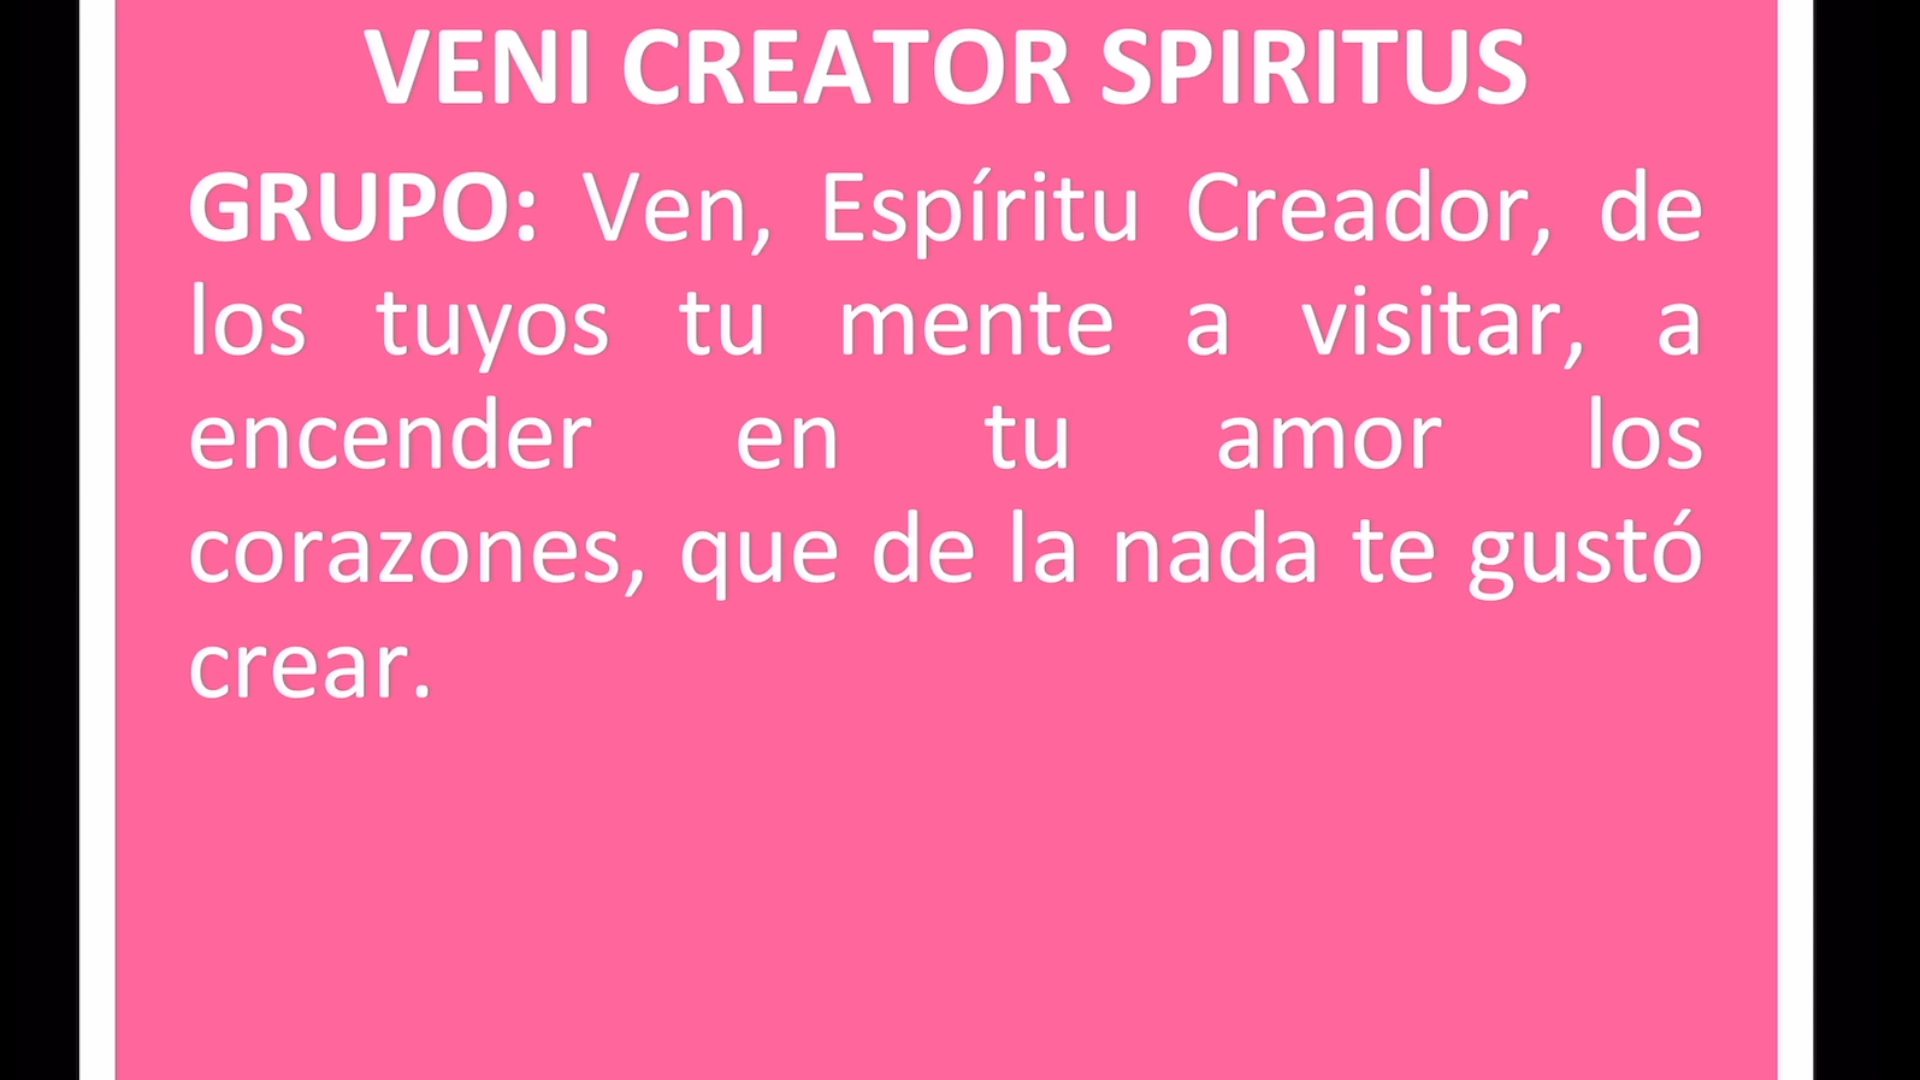 VENI CREATOR SPIRITUS
GRUPO: Ven, Espíritu Creador, de
los tuyos tu mente a visitar, a
encender en tu amor los
corazones, que de la nada te gustó
crear.